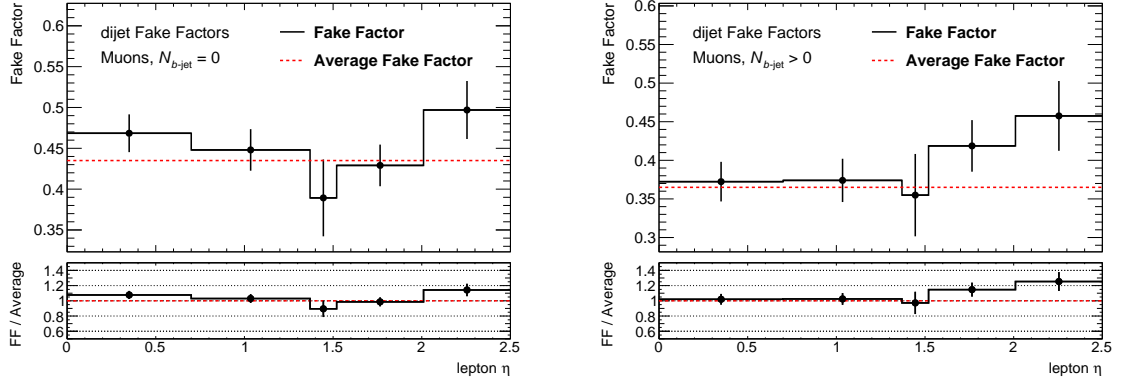 Fake Factor
0.6
0.55
0.5
0.45
0.4
0.35
dijet Fake Factors
Muons, N_b-jet = 0
Fake Factor
Average Fake Factor
FF / Average
1.4
1.2
1
0.8
0.6
0 0.5 1 1.5 2 2.5
lepton η
Fake Factor
0.6
0.55
0.5
0.45
0.4
0.35
0.3
dijet Fake Factors
Muons, N_b-jet > 0
Fake Factor
Average Fake Factor
FF / Average
1.4
1.2
1
0.8
0.6
0 0.5 1 1.5 2 2.5
lepton η